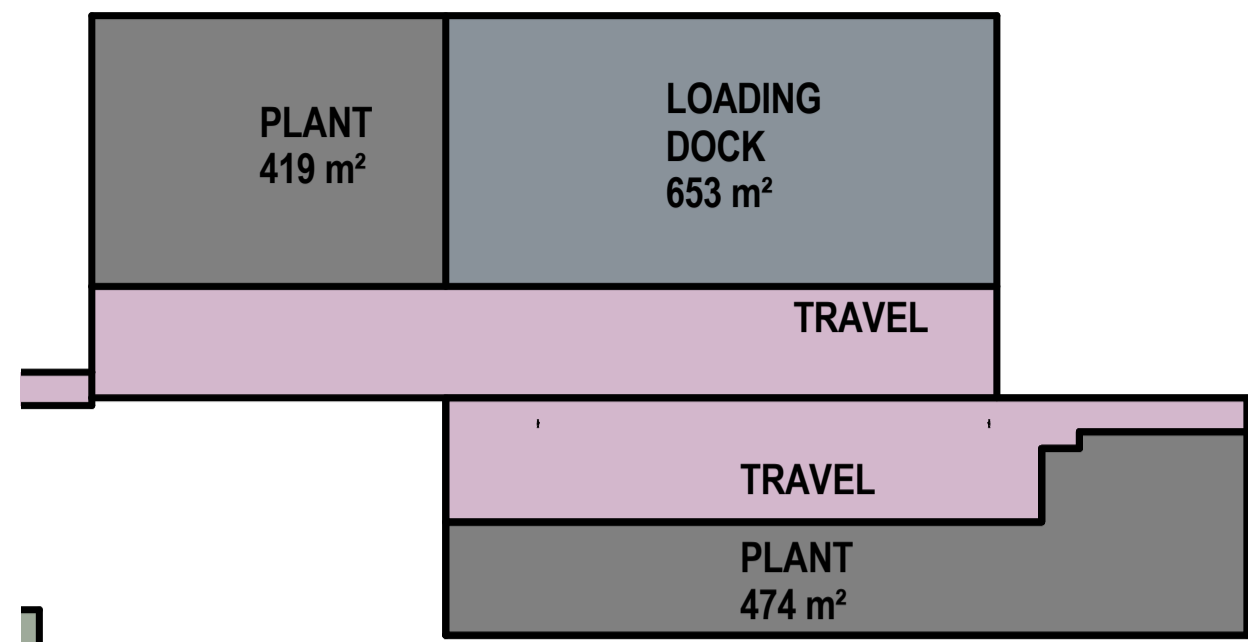 PLANT
419 m²
LOADING
DOCK
653 m²
TRAVEL
TRAVEL
PLANT
474 m²